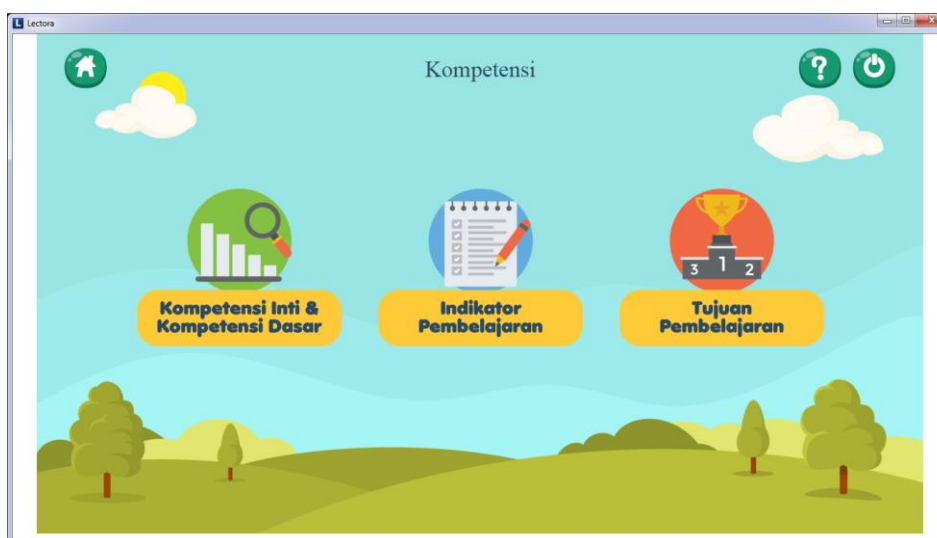 Lectora
Kompetensi
?
Kompetensi Inti &
Kompetensi Dasar
Indikator
Pembelajaran
3 1 2
Tujuan
Pembelajaran